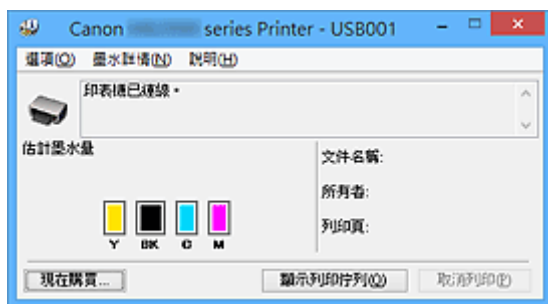 Canon series Printer - USB001
選項(O) 墨水詳情(N) 說明(H)
印表機已連線。
估計墨水量
文件名稱:
所有者:
列印頁:
Y BK C M
現在購買... 顯示列印佇列(Q) 取消列印(P)